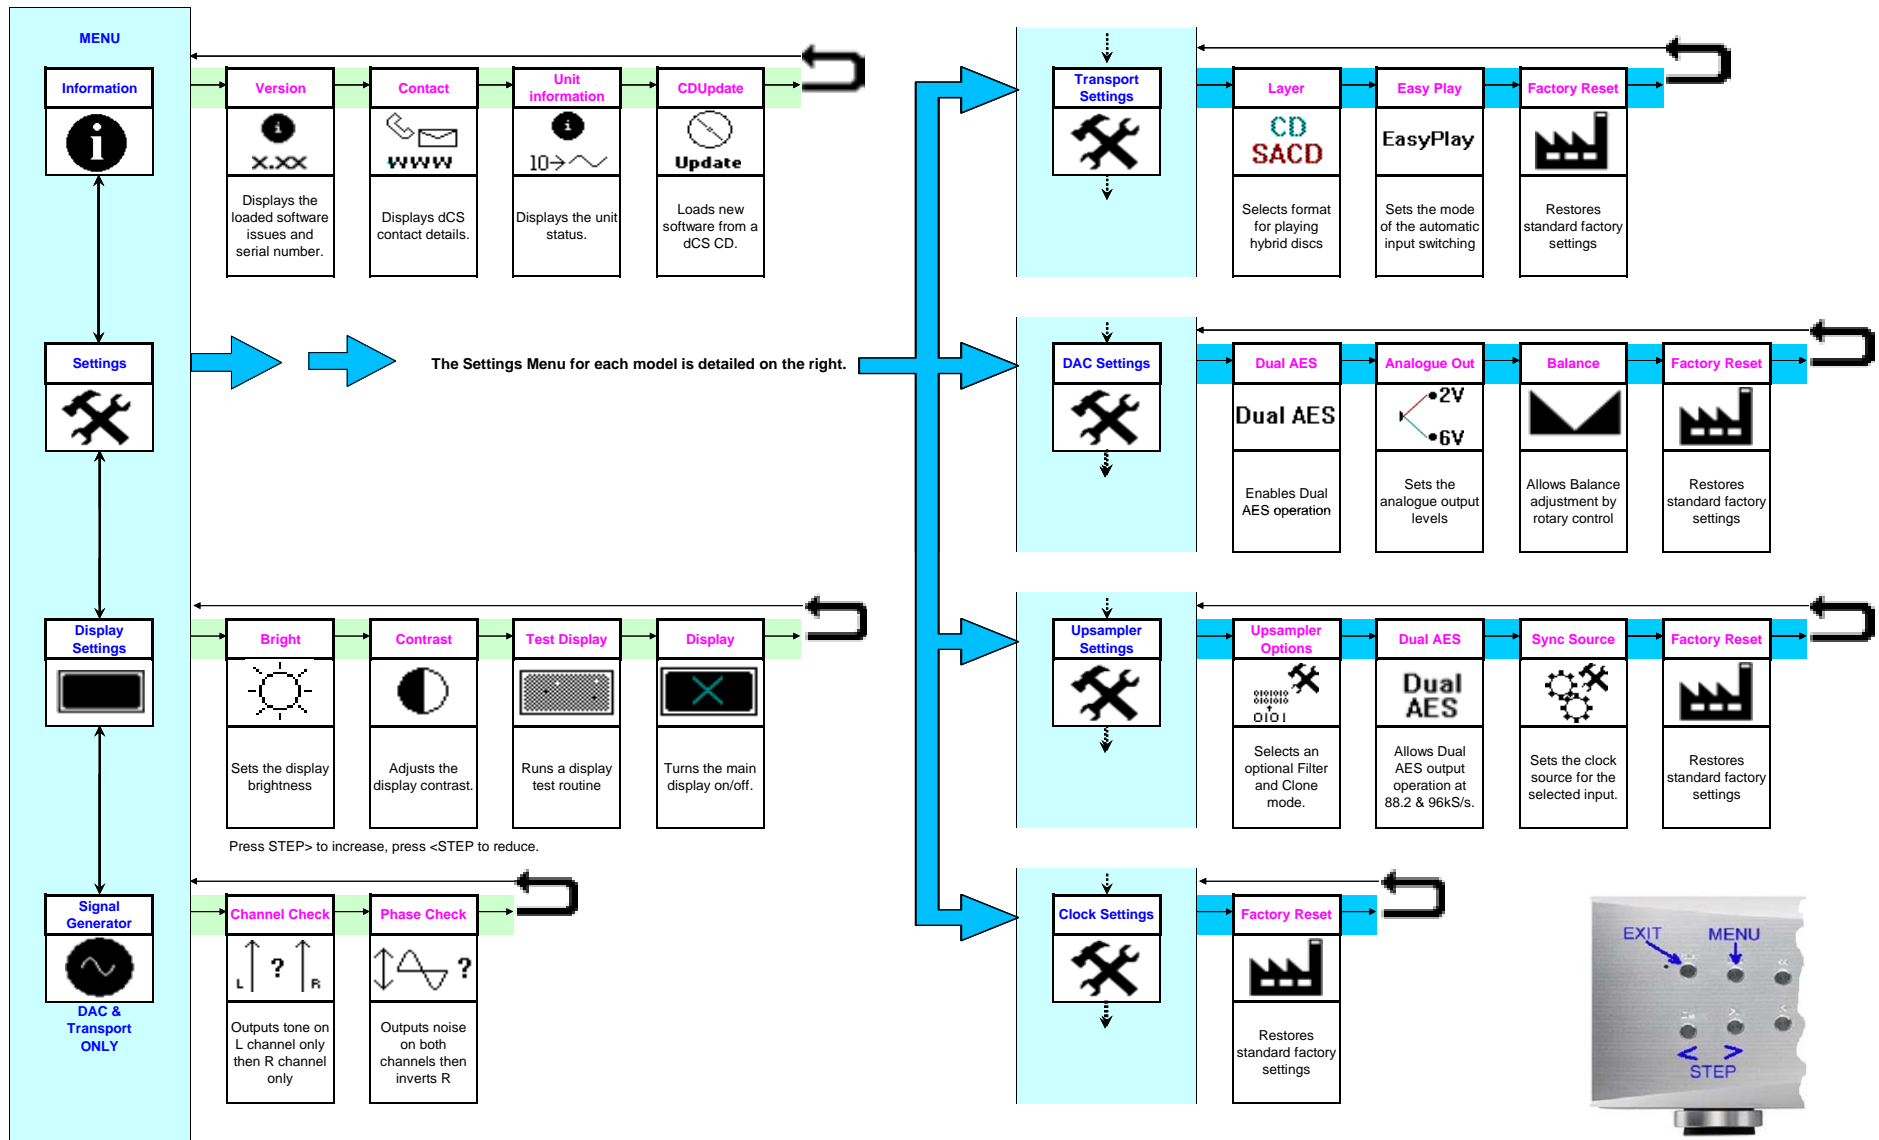 MENU
Information
Version
Contact
Unit
information
CDUpdate
X.XX
WWW
10→
Update
Displays the
loaded software
issues and
serial number.
Displays dCS
contact details.
Displays the unit
status.
Loads new
software from a
dCS CD.
Settings
The Settings Menu for each model is detailed on the right.
Display
Settings
Bright
Contrast
Test Display
Display
Sets the display
brightness
Adjusts the
display contrast.
Runs a display
test routine
Turns the main
display on/off.
Press STEP> to increase, press <STEP to reduce.
Signal
Generator
DAC &
Transport
ONLY
Channel Check
Phase Check
L ? R
?
Outputs tone on
L channel only
then R channel
only
Outputs noise
on both
channels then
inverts R
Transport
Settings
Layer
Easy Play
Factory Reset
CD
SACD
EasyPlay
Selects format
for playing
hybrid discs
Sets the mode
of the automatic
input switching
Restores
standard factory
settings
DAC Settings
Dual AES
Analogue Out
Balance
Factory Reset
Dual AES
2V
6V
Enables Dual
AES operation
Sets the
analogue output
levels
Allows Balance
adjustment by
rotary control
Restores
standard factory
settings
Upsampler
Settings
Upsampler
Options
Dual AES
Sync Source
Factory Reset
010101
010101
0101
Dual
AES
Selects an
optional Filter
and Clone
mode.
Allows Dual
AES output
operation at
88.2 & 96kS/s.
Sets the clock
source for the
selected input.
Restores
standard factory
settings
Clock Settings
Factory Reset
Restores
standard factory
settings
EXIT
MENU
< >
STEP